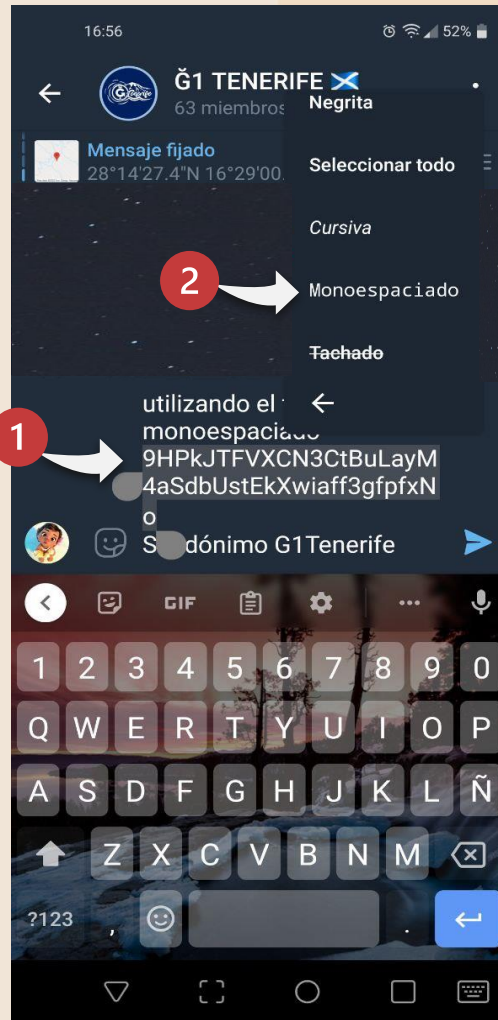 16:56
52%
Ğ1 TENERIFE
63 miembros
Negrita
Mensaje fijado
28°14'27.4"N 16°29'00.
Seleccionar todo
Cursiva
2
Monoespaciado
Tachado
utilizando el
monoespaciado
1
9HPkJTFVXCN3CtBuLayM
4aSdbUstEkXwiaff3gfpfxN
o
S dónimo G1Tenerife
GIF
1 2 3 4 5 6 7 8 9 0
Q W E R T Y U I O P
A S D F G H J K L Ñ
Z X C V B N M
?123 , .